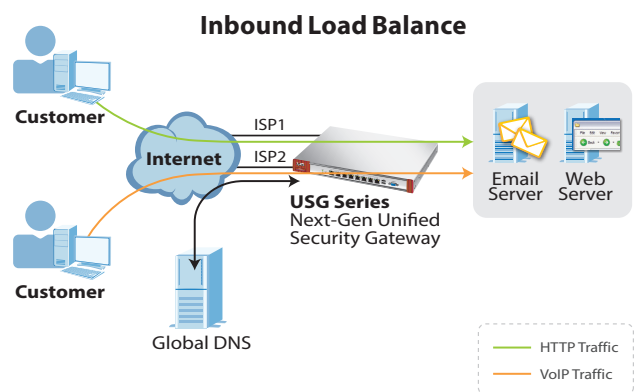 Inbound Load Balance
Customer
ISP1
Internet
ISP2
USG Series
Next-Gen Unified
Security Gateway
Email
Server
Web
Server
Customer
Global DNS
HTTP Traffic
VoIP Traffic